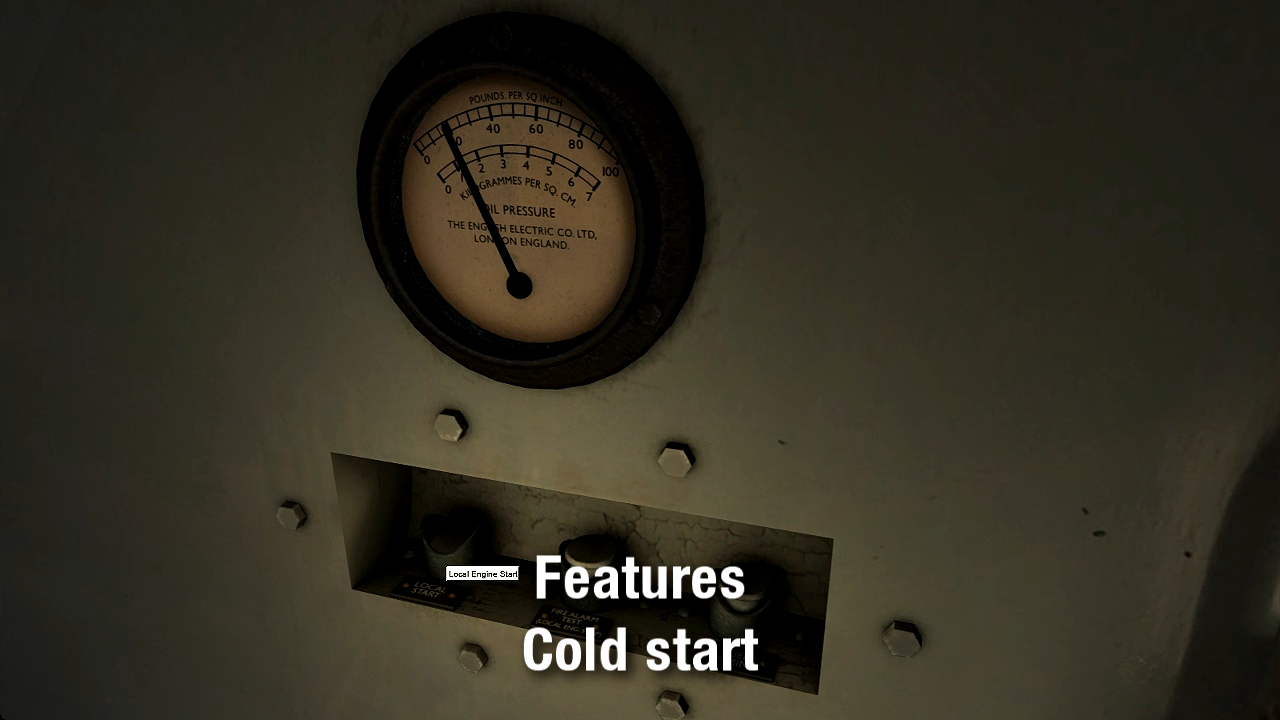 POUNDS PER SQ INCH
0 40 60 80 100
0 2 3 4 5 6 7
GRAMMES PER SQ. CM.
OIL PRESSURE
THE ENGLISH ELECTRIC CO. LTD.
LONDON ENGLAND.
Local Engine Start
LOCAL
START
FIRE ALARM
TEST
Features
Cold start